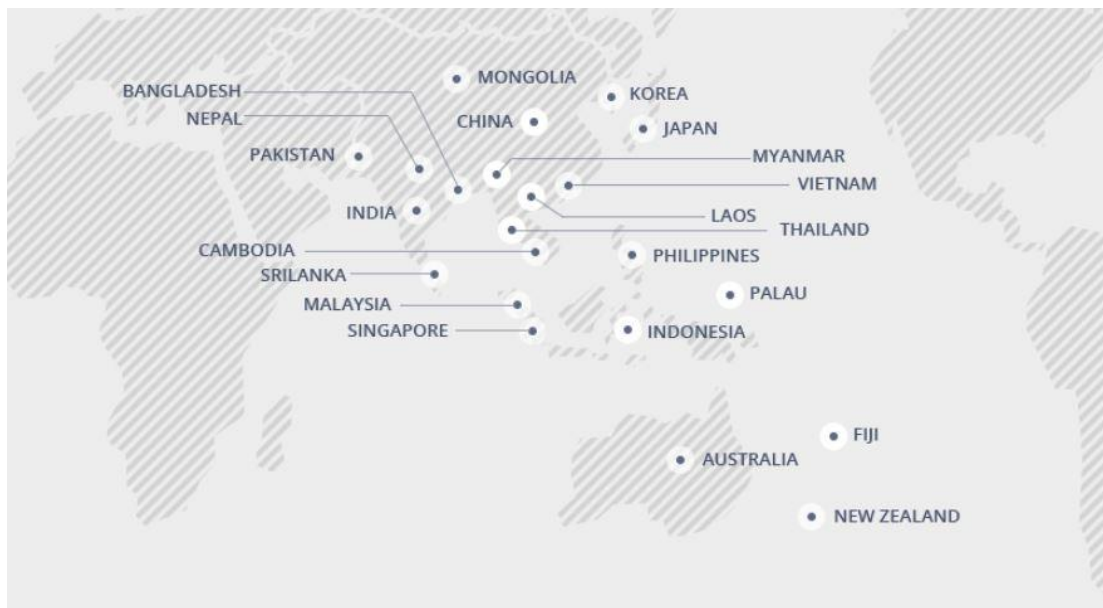 MONGOLIA
BANGLADESH
KOREA
NEPAL
CHINA
JAPAN
PAKISTAN
MYANMAR
VIETNAM
INDIA
LAOS
THAILAND
CAMBODIA
PHILIPPINES
SRILANKA
PALAU
MALAYSIA
SINGAPORE
INDONESIA
FIJI
AUSTRALIA
NEW ZEALAND